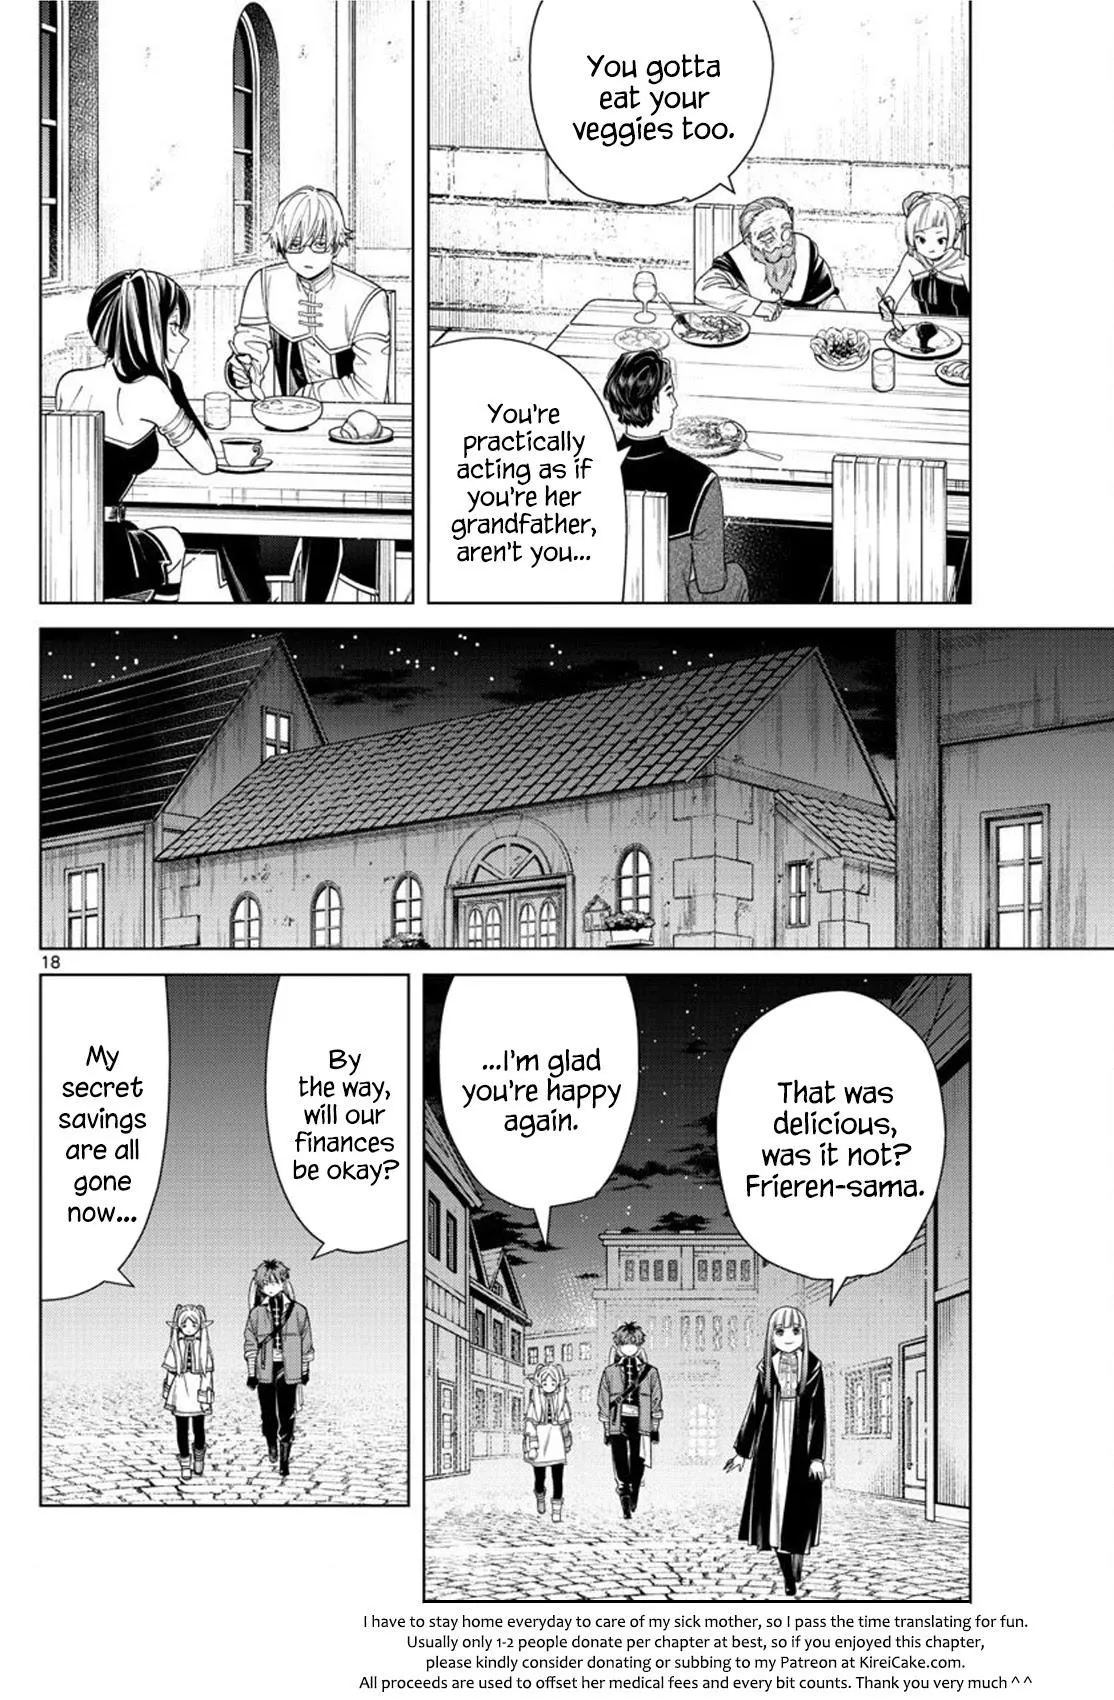 You gotta
eat your
veggies too.
You're
practically
acting as if
you're her
grandfather,
aren't you...
18
That was
delicious,
was it not?
Frieren-sama.
...I'm glad
you're happy
again.
By
the way,
will our
finances
be okay?
My
secret
savings
are all
gone
now...
I have to stay home everyday to care of my sick mother, so I pass the time translating for fun.
Usually only 1-2 people donate per chapter at best, so if you enjoyed this chapter,
please kindly consider donating or subbing to my Patreon at KireiCake.com.
All proceeds are used to offset her medical fees and every bit counts. Thank you very much ^ ^